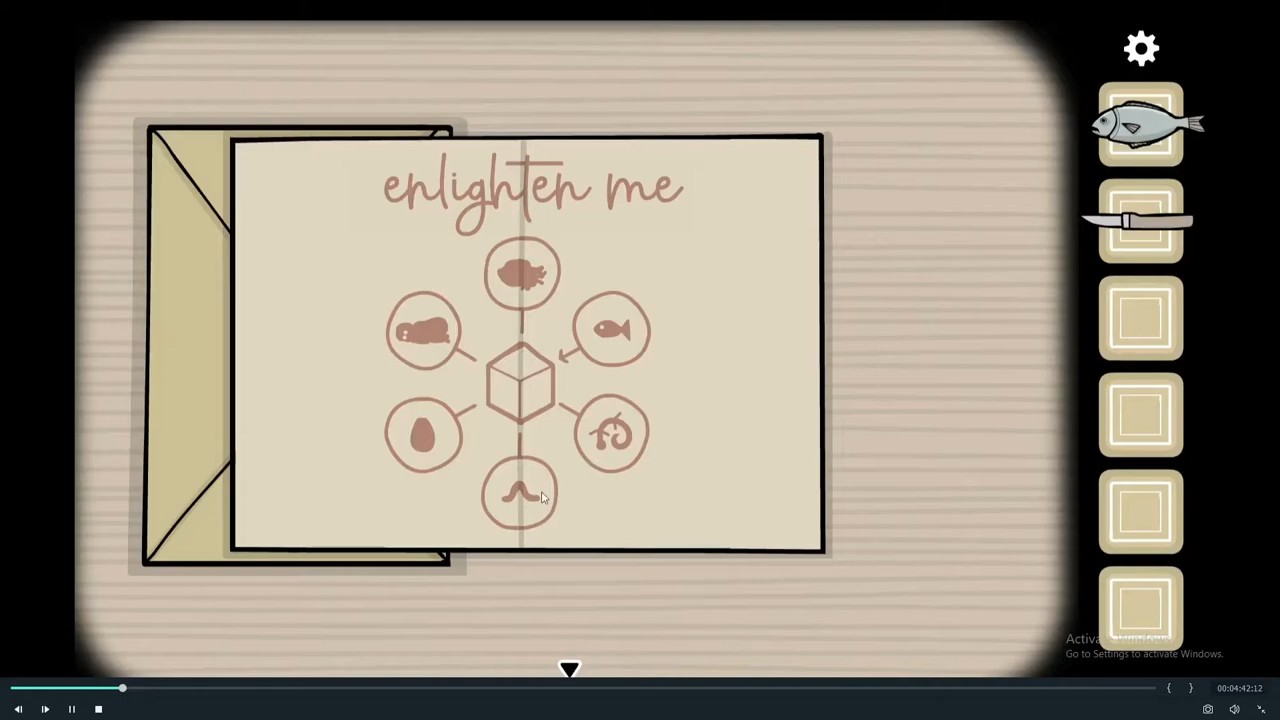 enlighten me
Activate Windows
Go to Settings to activate Windows.
{ }
00:04:42:12